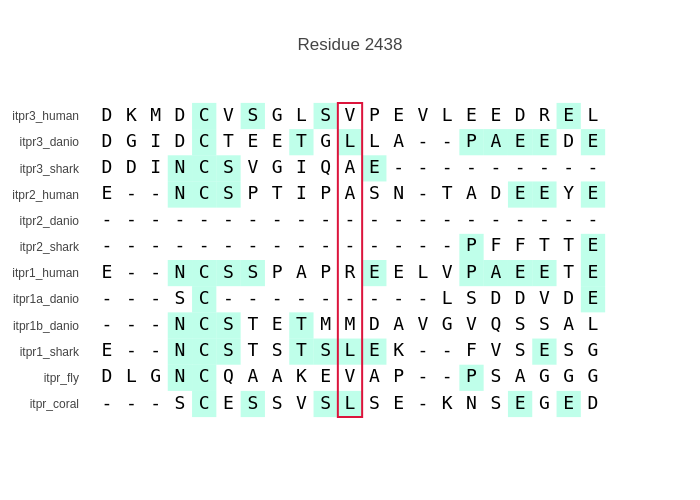 Residue 2438
itpr3_human D K M D C V S G L S V P E V L E E D R E L
itpr3_danio D G I D C T E E T G L L A - - P A E E D E
itpr3_shark D D I N C S V G I Q A E - - - - - - - - -
itpr2_human E - - N C S P T I P A S N - T A D E E Y E
itpr2_danio - - - - - - - - - - - - - - - - - - - - -
itpr2_shark - - - - - - - - - - - - - - - P F F T T E
itpr1_human E - - N C S S P A P R E E L V P A E E T E
itpr1a_danio - - - S C - - - - - - - - - L S D D V D E
itpr1b_danio - - - N C S T E T M M D A V G V Q S S A L
itpr1_shark E - - N C S T S T S L E K - - F V S E S G
itpr_fly D L G N C Q A A K E V A P - - P S A G G G
itpr_coral - - - S C E S S V S L S E - K N S E G E D